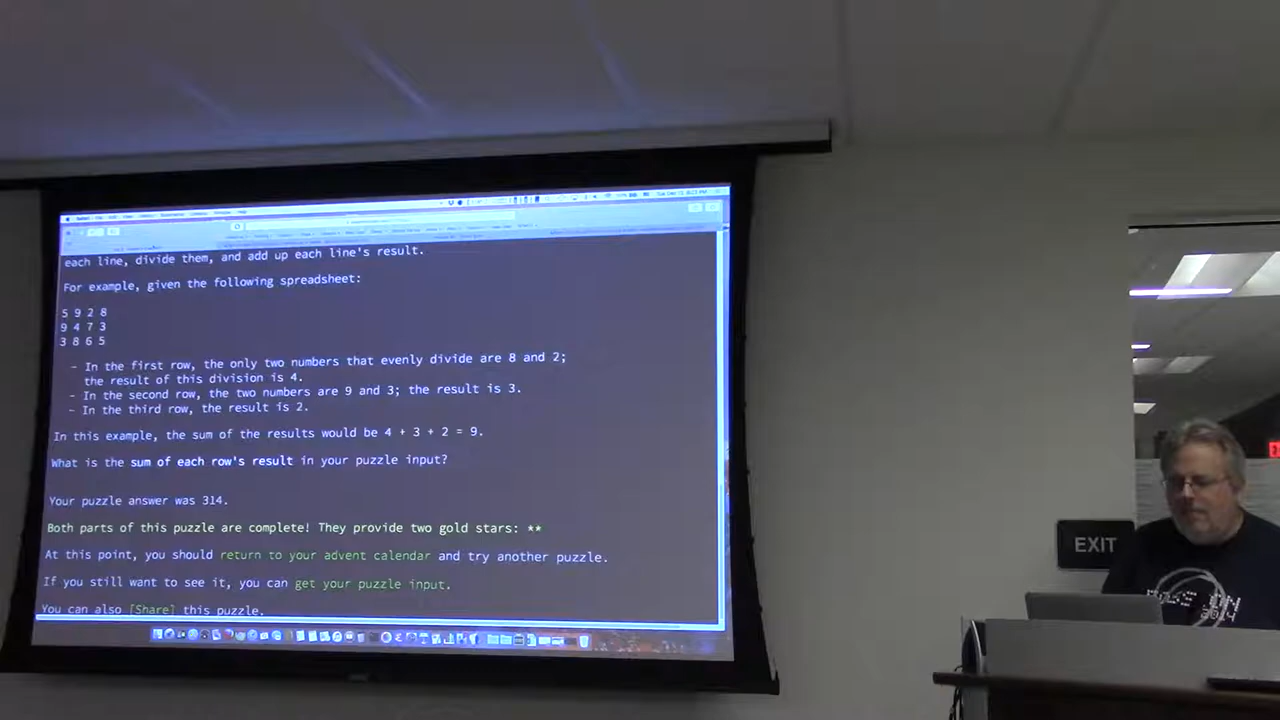 each line, divide them, and add up each line's result.
For example, given the following spreadsheet:
5 9 2 8
9 4 7 3
3 8 6 5
- In the first row, the only two numbers that evenly divide are 8 and 2;
the result of this division is 4.
- In the second row, the two numbers are 9 and 3; the result is 3.
- In the third row, the result is 2.
In this example, the sum of the results would be 4 + 3 + 2 = 9.
What is the sum of each row's result in your puzzle input?
Your puzzle answer was 314.
Both parts of this puzzle are complete! They provide two gold stars: **
At this point, you should return to your advent calendar and try another puzzle.
If you still want to see it, you can get your puzzle input.
You can also [Share] this puzzle.
EXIT